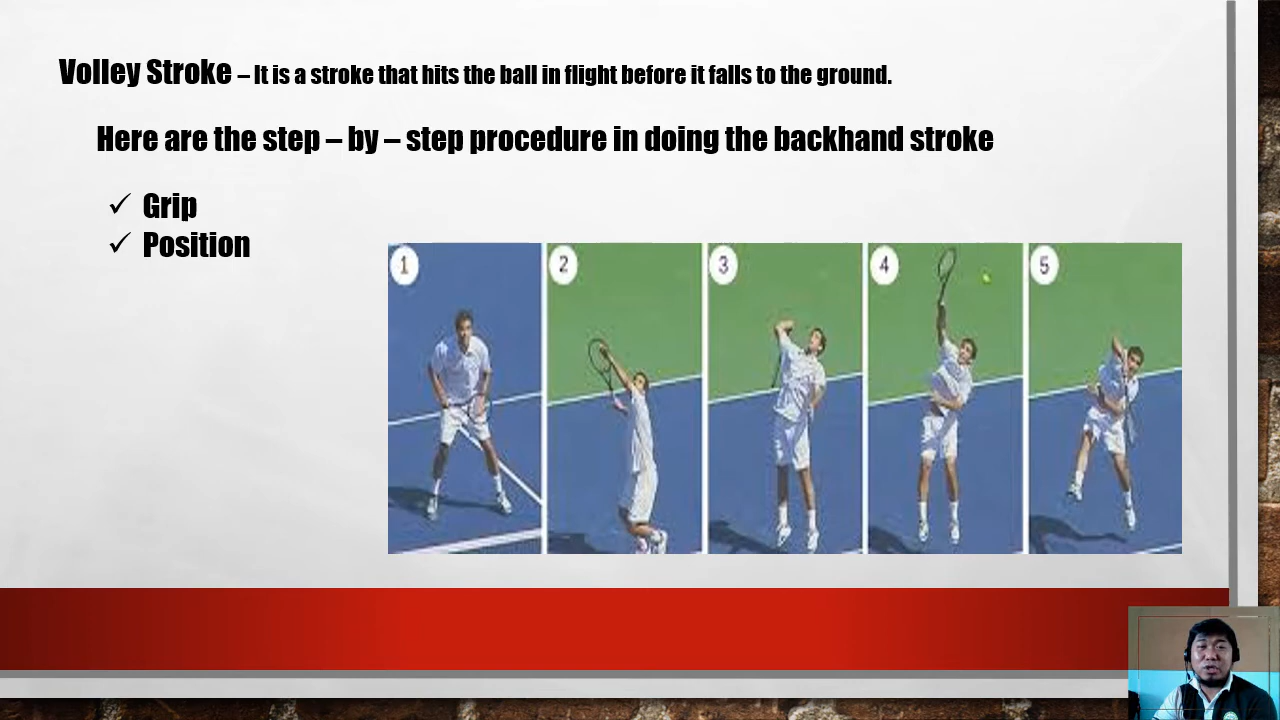 Volley Stroke – It is a stroke that hits the ball in flight before it falls to the ground.
Here are the step – by – step procedure in doing the backhand stroke
✓ Grip
✓ Position
1 2 3 4 5